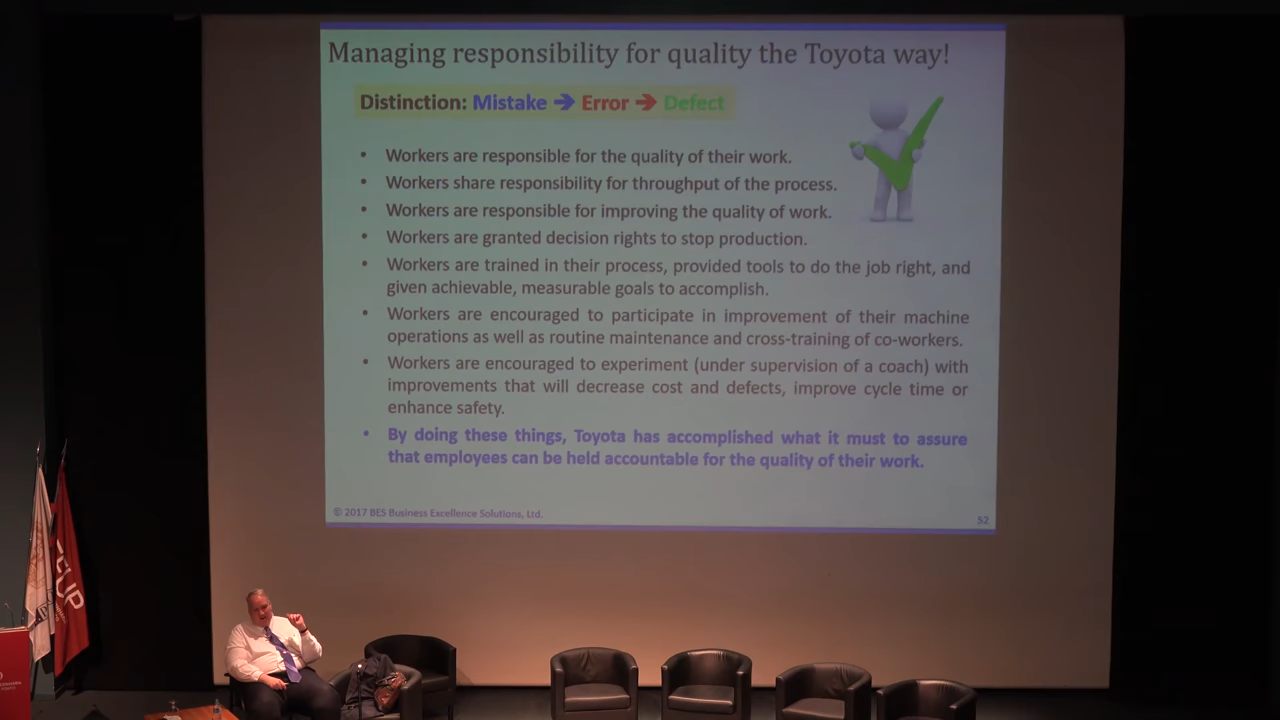 Managing responsibility for quality the Toyota way!
Distinction: Mistake ➔ Error ➔ Defect
• Workers are responsible for the quality of their work.
• Workers share responsibility for throughput of the process.
• Workers are responsible for improving the quality of work.
• Workers are granted decision rights to stop production.
• Workers are trained in their process, provided tools to do the job right, and
given achievable, measurable goals to accomplish.
• Workers are encouraged to participate in improvement of their machine
operations as well as routine maintenance and cross-training of co-workers.
• Workers are encouraged to experiment (under supervision of a coach) with
improvements that will decrease cost and defects, improve cycle time or
enhance safety.
• By doing these things, Toyota has accomplished what it must to assure
that employees can be held accountable for the quality of their work.
© 2017 BES Business Excellence Solutions, Ltd.
52
FEUP